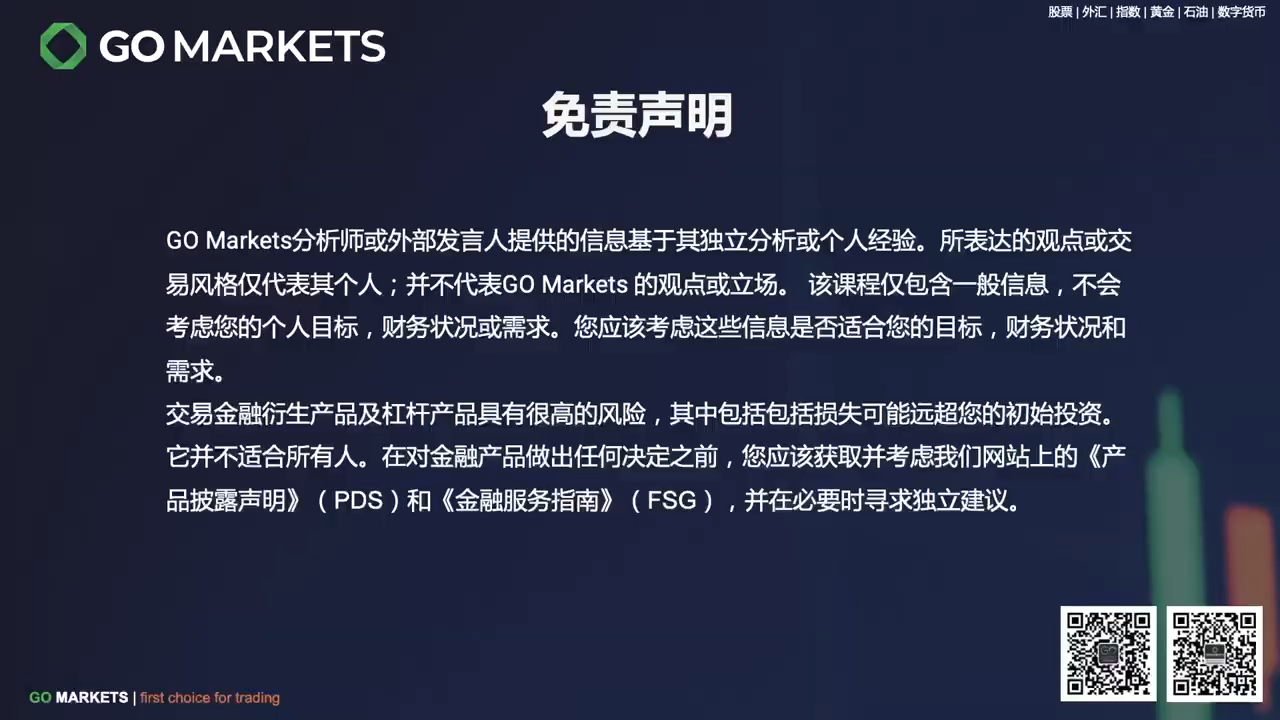 股票 | 外汇 | 指数 | 黄金 | 石油 | 数字货币
GO MARKETS
免责声明
GO Markets分析师或外部发言人提供的信息基于其独立分析或个人经验。所表达的观点或交
易风格仅代表其个人；并不代表GO Markets 的观点或立场。 该课程仅包含一般信息，不会
考虑您的个人目标，财务状况或需求。您应该考虑这些信息是否适合您的目标，财务状况和
需求。
交易金融衍生产品及杠杆产品具有很高的风险，其中包括包括损失可能远超您的初始投资。
它并不适合所有人。在对金融产品做出任何决定之前，您应该获取并考虑我们网站上的《产
品披露声明》（PDS）和《金融服务指南》（FSG），并在必要时寻求独立建议。
GO MARKETS | first choice for trading